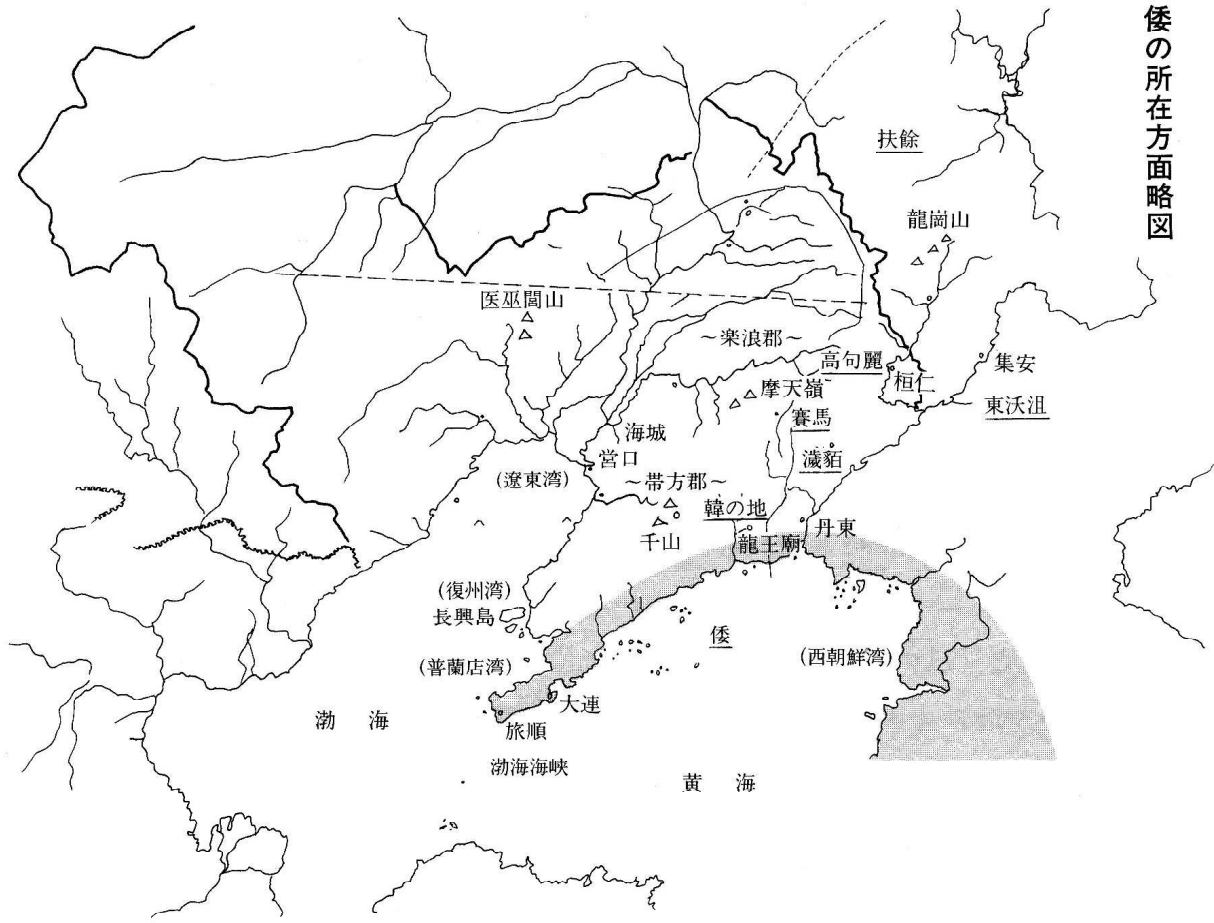 倭の所在方面略図
扶餘
龍崗山
医巫閭山
~楽浪郡~
高句麗
桓仁
集安
東沃沮
摩天嶺
賽馬
海城
営口
濊貊
(遼東湾)
~帯方郡~
韓の地
千山
龍王廟
丹東
(復州湾)
長興島
倭
(西朝鮮湾)
(普蘭店湾)
大連
旅順
渤海
渤海海峡
黄海